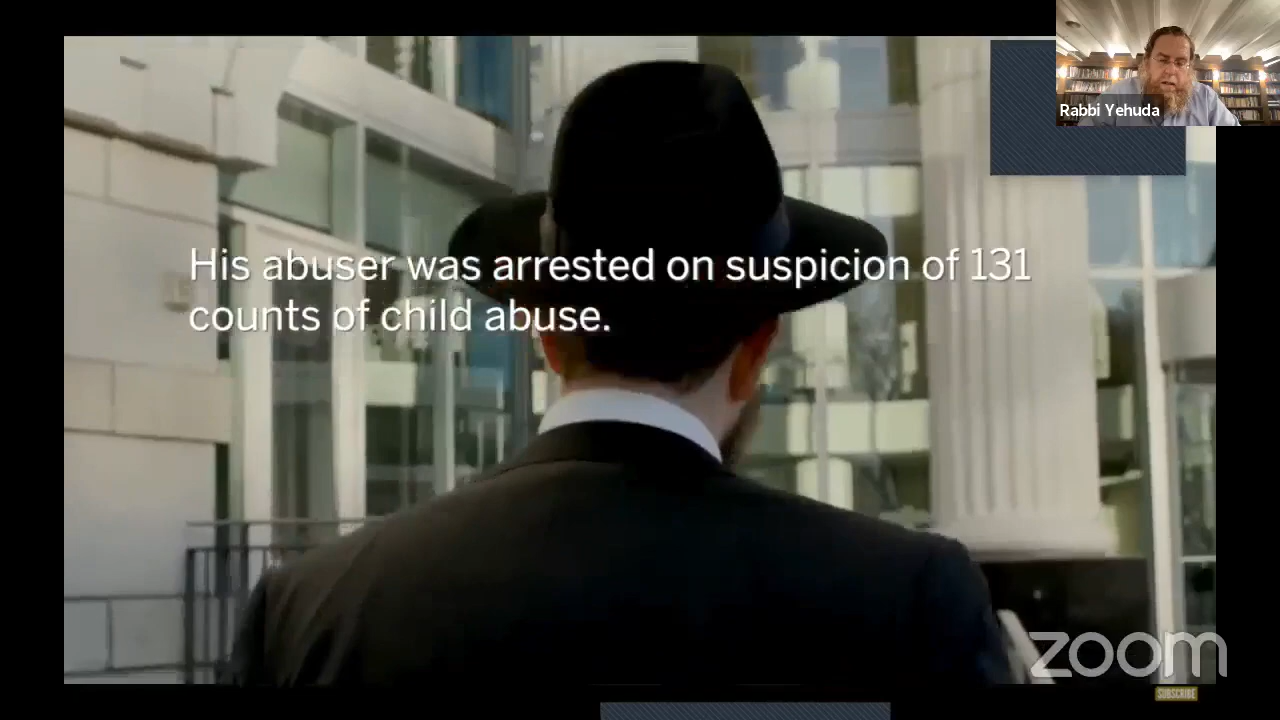 Rabbi Yehuda
His abuser was arrested on suspicion of 131
counts of child abuse.
zoom
SUBSCRIBE